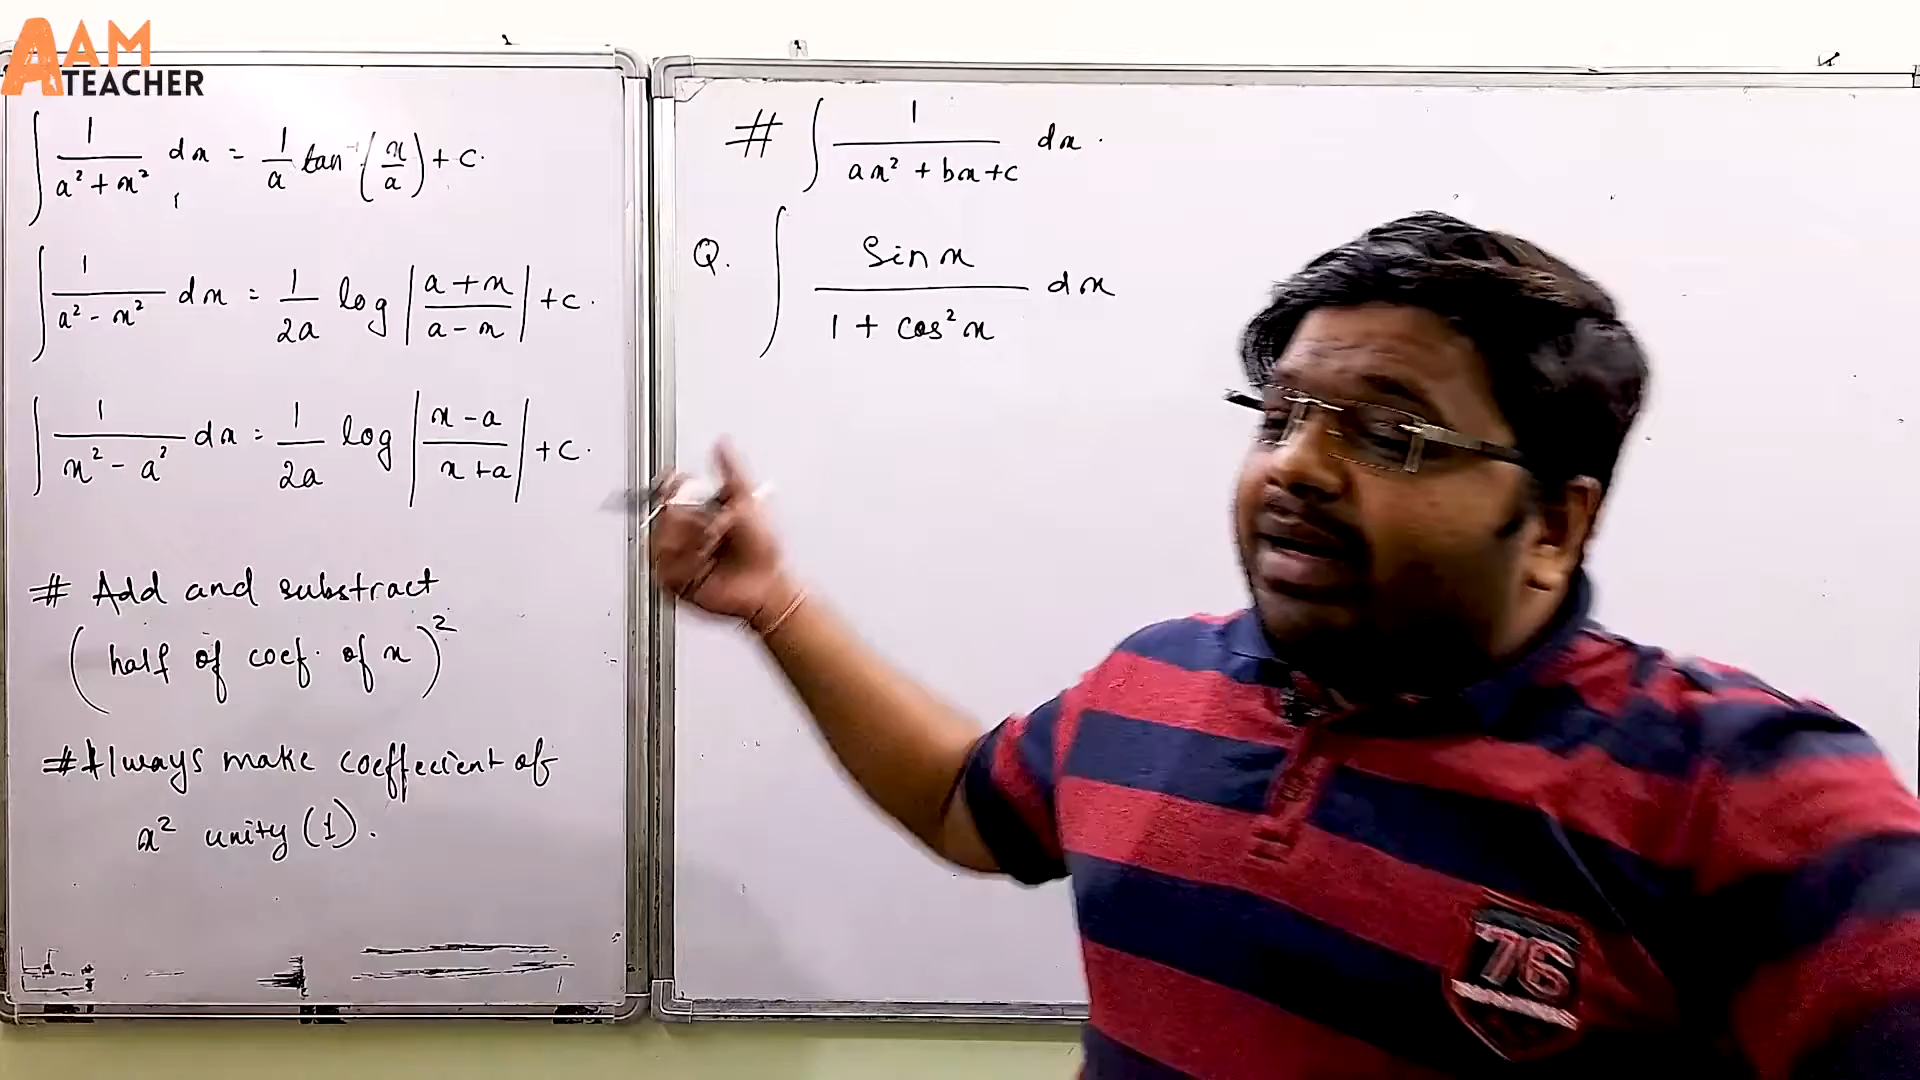 AAM
TEACHER
∫ 1/(a² + x²) dx = 1/a tan⁻¹ (x/a) + c.
∫ 1/(a² - x²) dx = 1/2a log |(a + x)/(a - x)| + c.
∫ 1/(x² - a²) dx = 1/2a log |(x - a)/(x + a)| + c.
# Add and substract
(half of coef. of x)²
# Always make coeffecient of
x² unity (1).
# ∫ 1/(ax² + bx + c) dx.
Q. ∫ Sin x/(1 + cos² x) dx
76